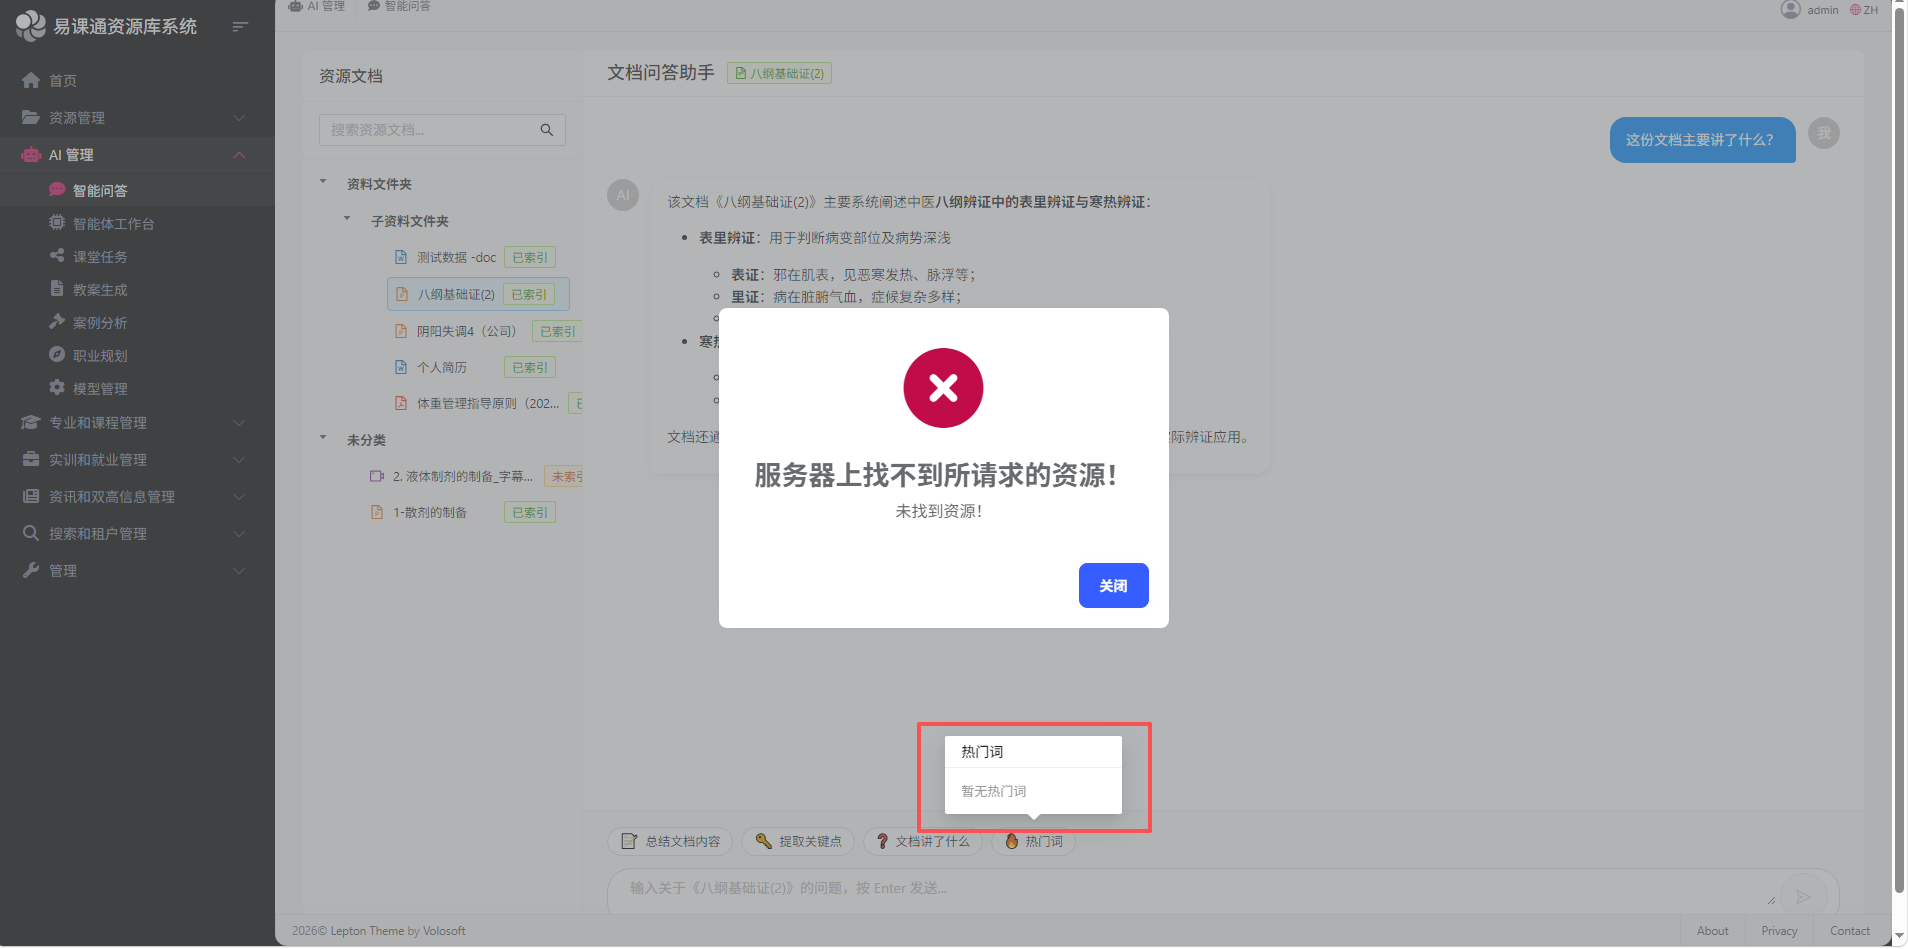 易课通资源库系统
首页
资源管理
AI 管理
智能问答
智能体工作台
课堂任务
教案生成
案例分析
职业规划
模型管理
专业和课程管理
实训和就业管理
资讯和双高信息管理
搜索和租户管理
管理
AI 管理
智能问答
admin
ZH
资源文档
搜索资源文档...
资料文件夹
子资料文件夹
测试数据 -doc 已索引
八纲基础证(2) 已索引
阴阳失调4（公司） 已索引
个人简历 已索引
体重管理指导原则（202...
未分类
2. 液体制剂的制备_字幕... 未索
1-散剂的制备 已索引
文档问答助手 八纲基础证(2)
这份文档主要讲了什么？
我
AI
该文档《八纲基础证(2)》主要系统阐述中医八纲辨证中的表里辨证与寒热辨证：
表里辨证：用于判断病变部位及病势深浅
表证：邪在肌表，见恶寒发热、脉浮等；
里证：病在脏腑气血，症候复杂多样；
寒
文档还 际辨证应用。
服务器上找不到所请求的资源！
未找到资源！
关闭
热门词
暂无热门词
总结文档内容
提取关键点
文档讲了什么
热门词
输入关于《八纲基础证(2)》的问题，按 Enter 发送...
2026© Lepton Theme by Volosoft
About
Privacy
Contact